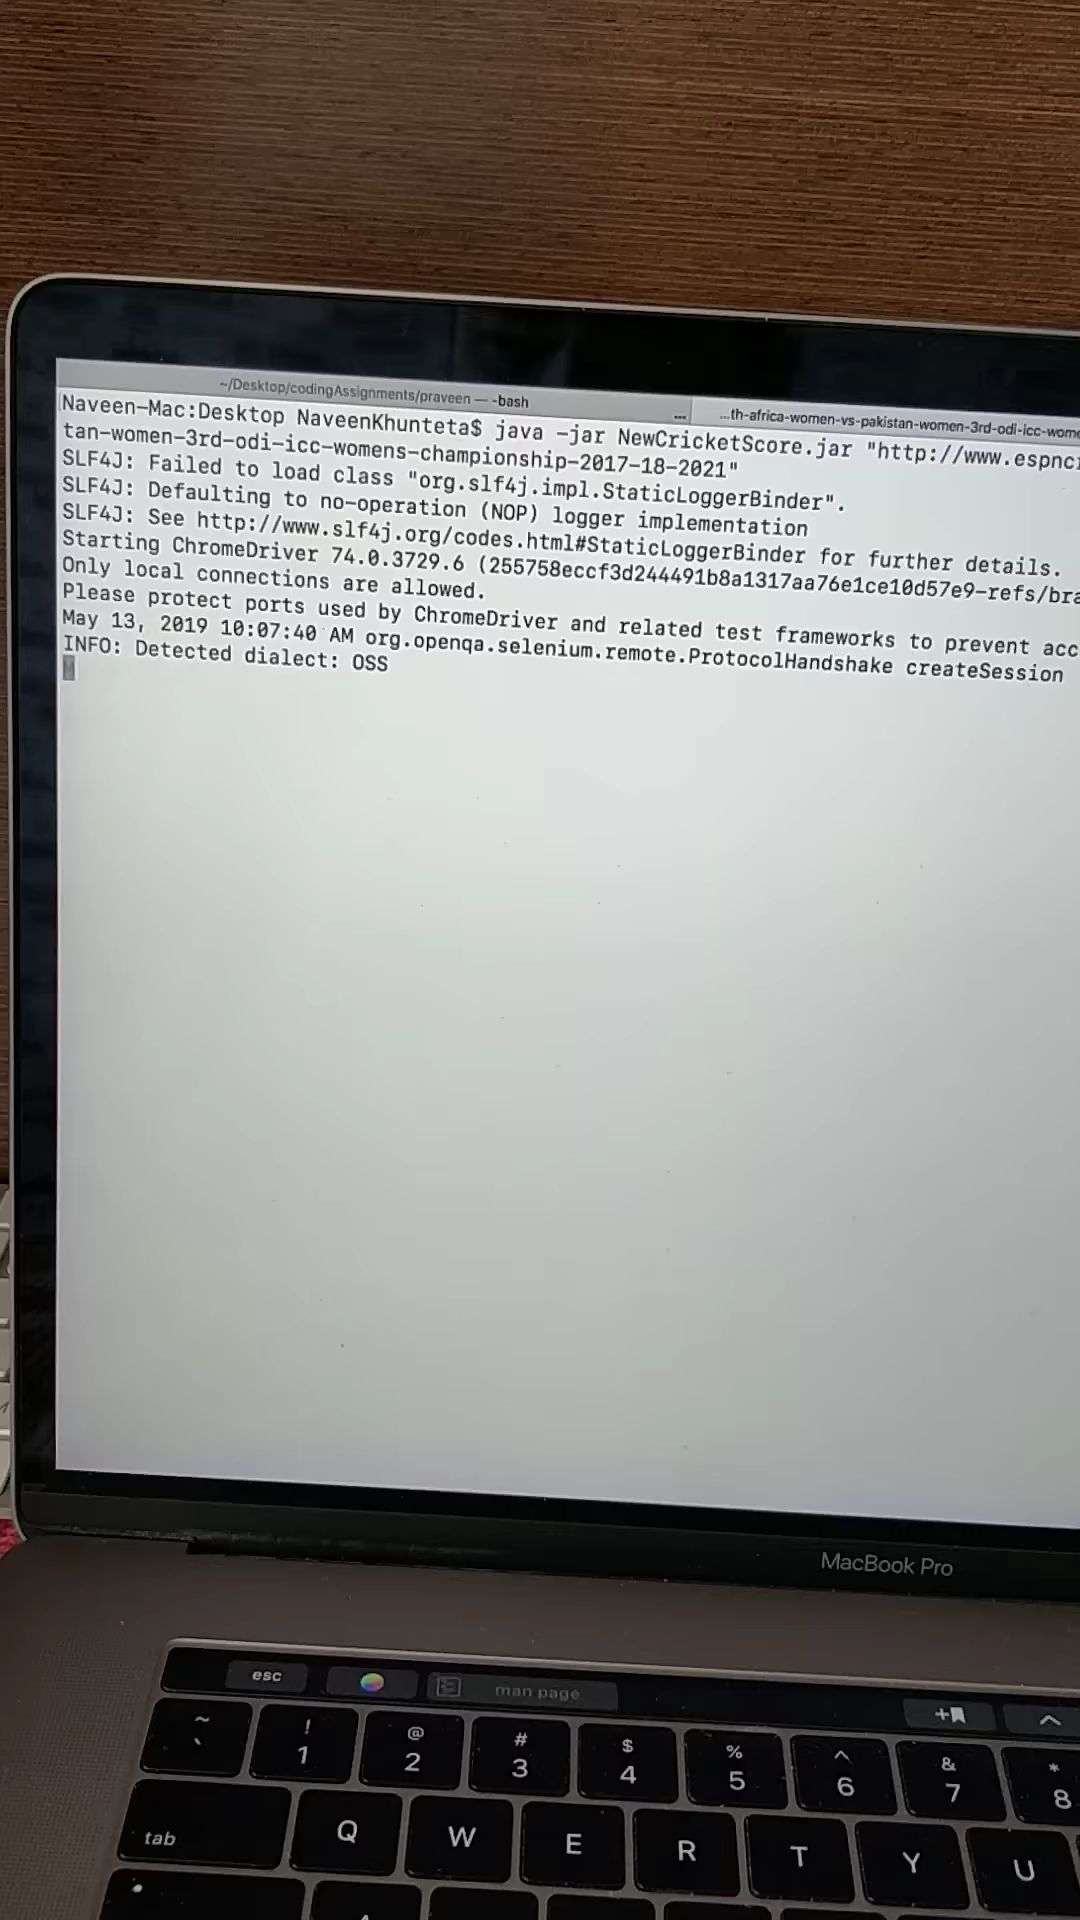 ~/Desktop/codingAssignments/praveen — -bash
...th-africa-women-vs-pakistan-women-3rd-odi-icc-wome
Naveen-Mac:Desktop NaveenKhunteta$ java -jar NewCricketScore.jar "http://www.espncr
tan-women-3rd-odi-icc-womens-championship-2017-18-2021"
SLF4J: Failed to load class "org.slf4j.impl.StaticLoggerBinder".
SLF4J: Defaulting to no-operation (NOP) logger implementation
SLF4J: See http://www.slf4j.org/codes.html#StaticLoggerBinder for further details.
Starting ChromeDriver 74.0.3729.6 (255758eccf3d244491b8a1317aa76e1ce10d57e9-refs/bra
Only local connections are allowed.
Please protect ports used by ChromeDriver and related test frameworks to prevent acc
May 13, 2019 10:07:40 AM org.openqa.selenium.remote.ProtocolHandshake createSession
INFO: Detected dialect: OSS
MacBook Pro
esc
man page
~ ! @ # $ % ^ & *
` 1 2 3 4 5 6 7 8
tab Q W E R T Y U